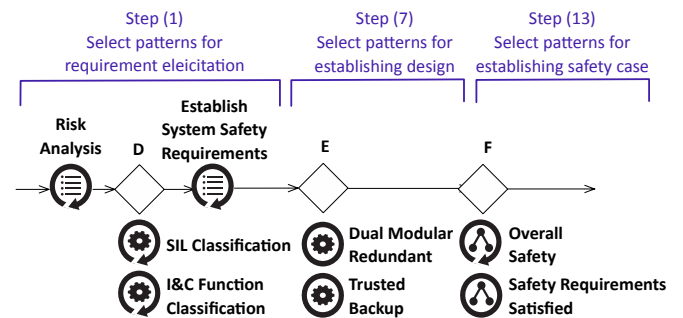 Step (1)
Select patterns for
requirement eleicitation
Step (7)
Select patterns for
establishing design
Step (13)
Select patterns for
establishing safety case
Risk
Analysis
D
Establish
System Safety
Requirements
E
F
SIL Classification
I&C Function
Classification
Dual Modular
Redundant
Trusted
Backup
Overall
Safety
Safety Requirements
Satisfied